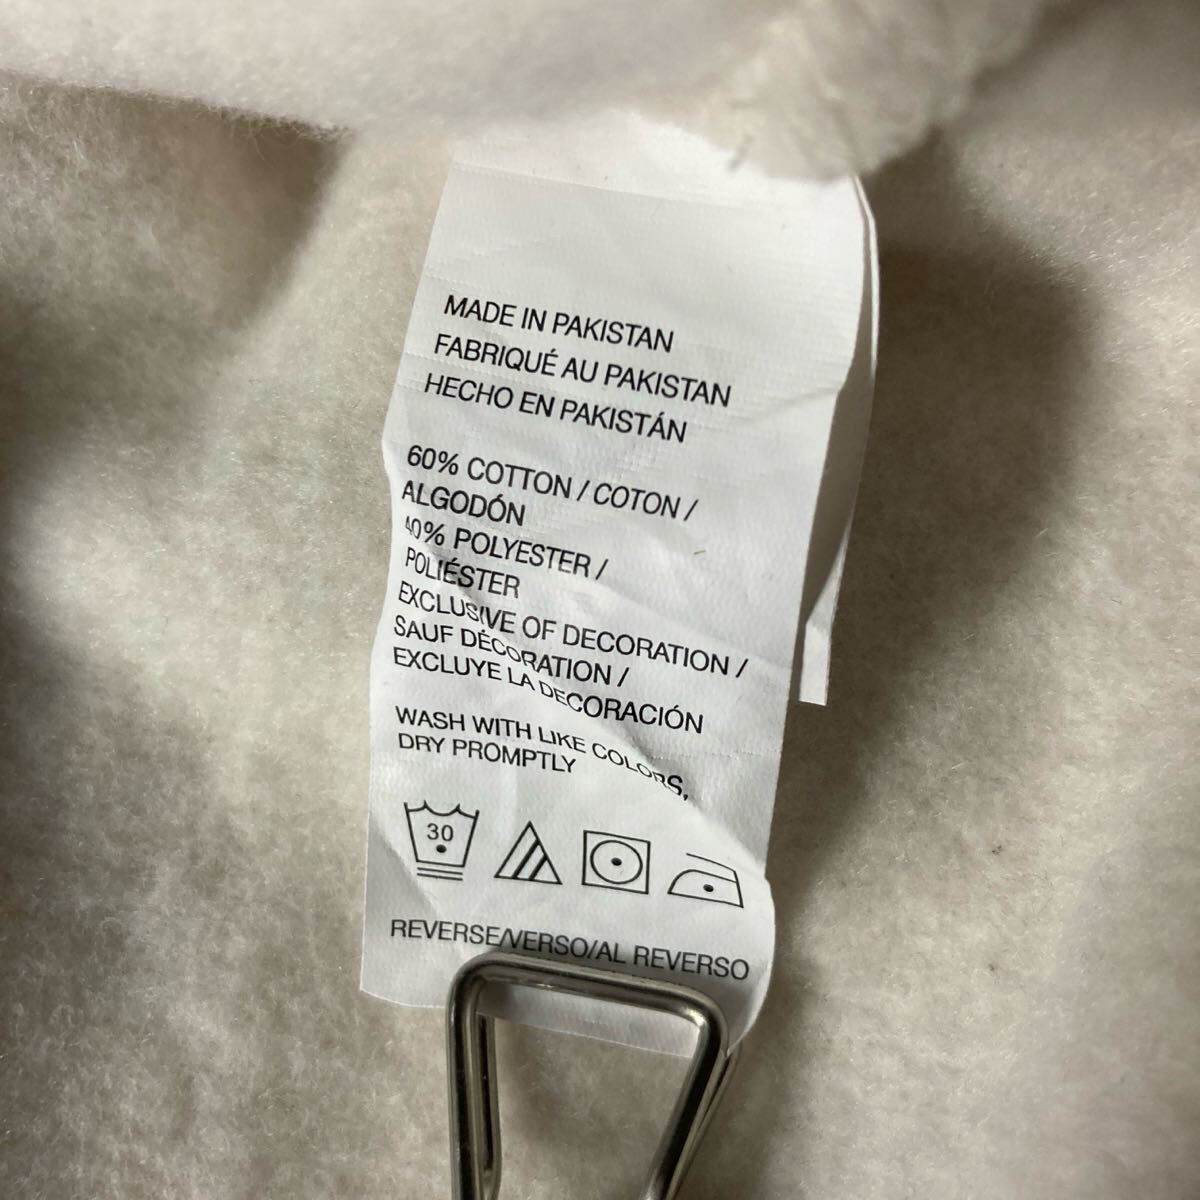 MADE IN PAKISTAN
FABRIQUÉ AU PAKISTAN
HECHO EN PAKISTÁN
60% COTTON / COTON /
ALGODÓN
40% POLYESTER /
POLIÉSTER
EXCLUSIVE OF DECORATION /
SAUF DÉCORATION /
EXCLUYE LA DECORACIÓN
WASH WITH LIKE COLORS,
DRY PROMPTLY
30
REVERSE/VERSO/AL REVERSO